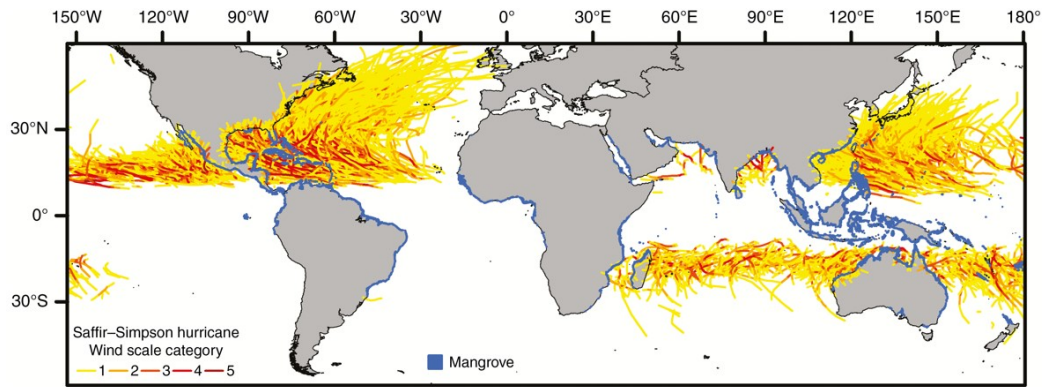 150°W 120°W 90°W 60°W 30°W 0° 30°E 60°E 90°E 120°E 150°E 180°
30°N
0°
30°S
Saffir–Simpson hurricane
Wind scale category
1 2 3 4 5
Mangrove